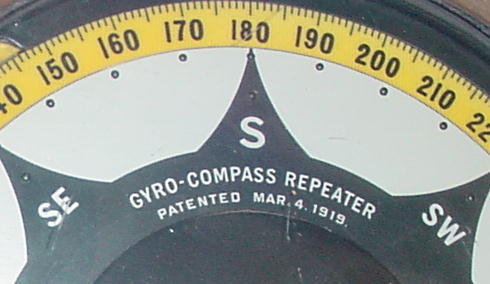 150 160 170 180 190 200 210
S
SE
SW
GYRO-COMPASS REPEATER
PATENTED MAR. 4. 1919.